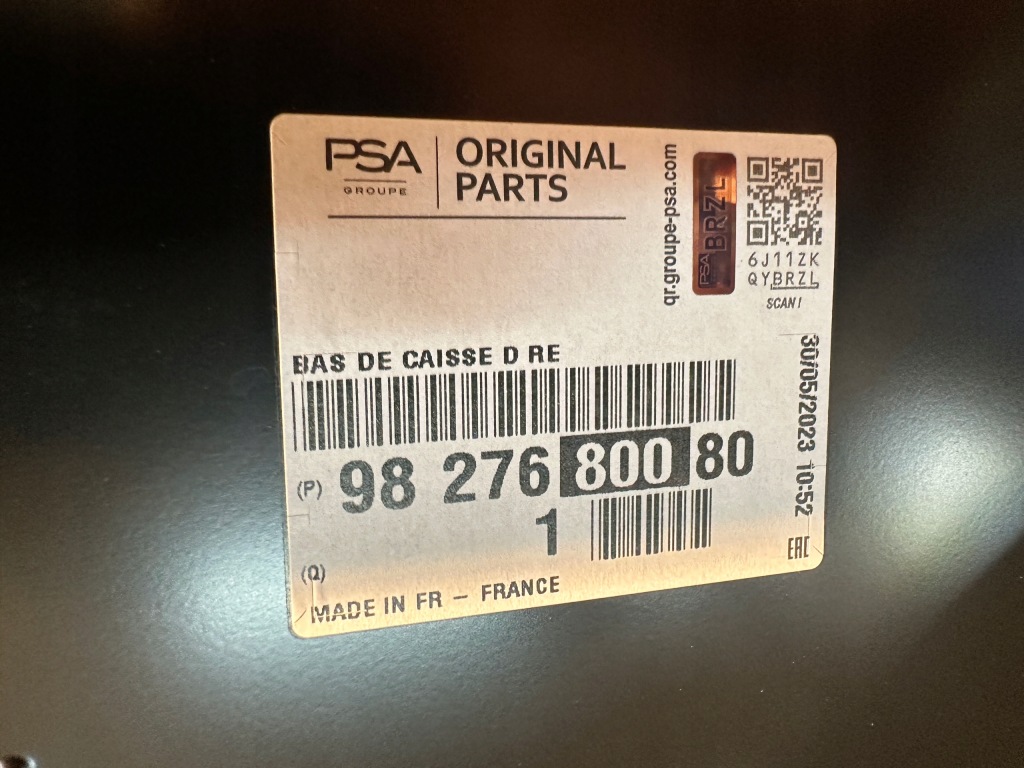 PSA
GROUPE
ORIGINAL
PARTS
qr.groupe-psa.com
PSA BRZL
6J11ZK
QYBRZL
SCAN!
BAS DE CAISSE D RE
(P) 98 276 800 80
1
(Q)
MADE IN FR – FRANCE
30/05/2023 10:52
EAC